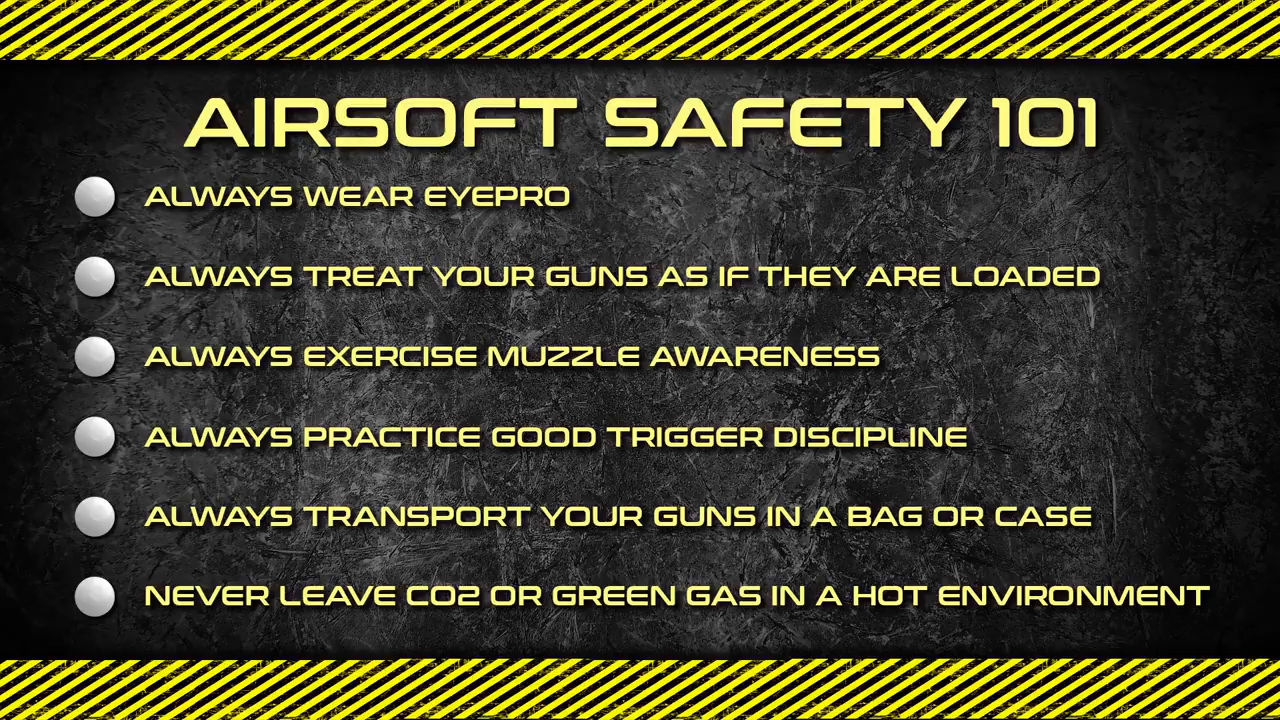 AIRSOFT SAFETY 101
ALWAYS WEAR EYEPRO
ALWAYS TREAT YOUR GUNS AS IF THEY ARE LOADED
ALWAYS EXERCISE MUZZLE AWARENESS
ALWAYS PRACTICE GOOD TRIGGER DISCIPLINE
ALWAYS TRANSPORT YOUR GUNS IN A BAG OR CASE
NEVER LEAVE CO2 OR GREEN GAS IN A HOT ENVIRONMENT